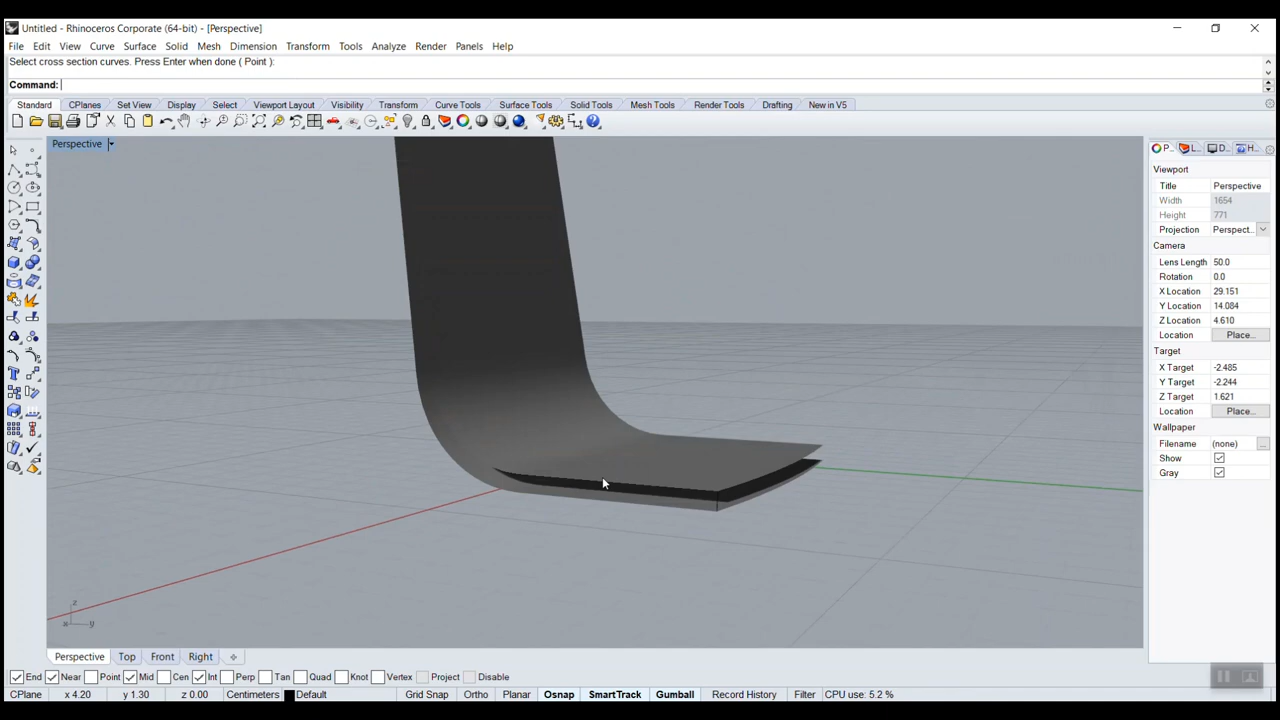 Untitled - Rhinoceros Corporate (64-bit) - [Perspective]
File Edit View Curve Surface Solid Mesh Dimension Transform Tools Analyze Render Panels Help
Select cross section curves. Press Enter when done ( Point ):
Command:
Standard CPlanes Set View Display Select Viewport Layout Visibility Transform Curve Tools Surface Tools Solid Tools Mesh Tools Render Tools Drafting New in V5
Perspective
P... L... D... H...
Viewport
Title Perspective
Width 1654
Height 771
Projection Perspect...
Camera
Lens Length 50.0
Rotation 0.0
X Location 29.151
Y Location 14.084
Z Location 4.610
Location Place...
Target
X Target -2.485
Y Target -2.244
Z Target 1.621
Location Place...
Wallpaper
Filename (none) ...
Show
Gray
z
x y
Perspective Top Front Right
End Near Point Mid Cen Int Perp Tan Quad Knot Vertex Project Disable
CPlane x 4.20 y 1.30 z 0.00 Centimeters Default Grid Snap Ortho Planar Osnap SmartTrack Gumball Record History Filter CPU use: 5.2 %